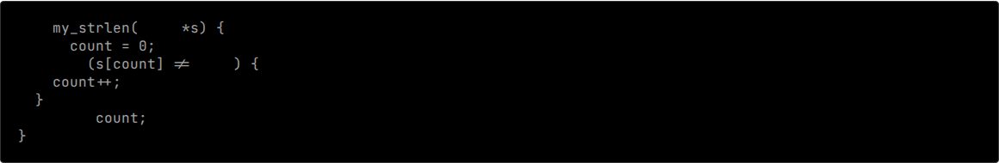 my_strlen( *s) {
count = 0;
(s[count] != ) {
count++;
}
count;
}